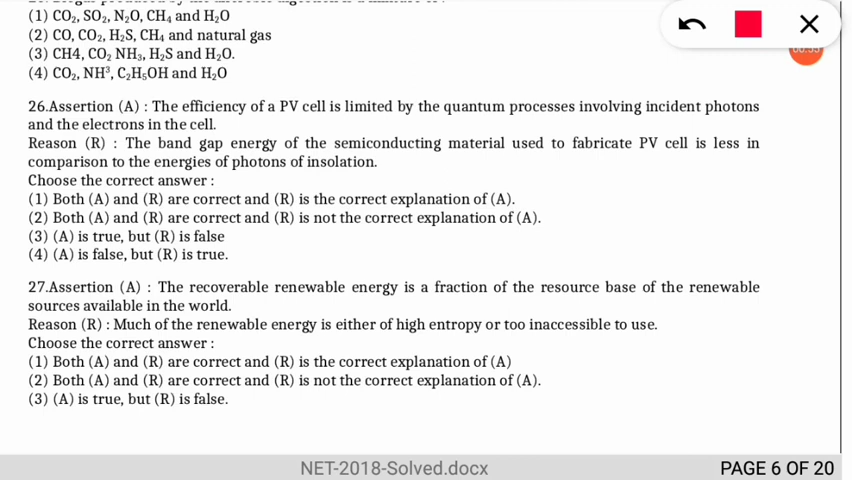 (1) CO₂, SO₂, N₂O, CH₄ and H₂O
(2) CO, CO₂, H₂S, CH₄ and natural gas
(3) CH4, CO₂ NH₃, H₂S and H₂O.
(4) CO₂, NH³, C₂H₅OH and H₂O
26.Assertion (A) : The efficiency of a PV cell is limited by the quantum processes involving incident photons
and the electrons in the cell.
Reason (R) : The band gap energy of the semiconducting material used to fabricate PV cell is less in
comparison to the energies of photons of insolation.
Choose the correct answer :
(1) Both (A) and (R) are correct and (R) is the correct explanation of (A).
(2) Both (A) and (R) are correct and (R) is not the correct explanation of (A).
(3) (A) is true, but (R) is false
(4) (A) is false, but (R) is true.
27.Assertion (A) : The recoverable renewable energy is a fraction of the resource base of the renewable
sources available in the world.
Reason (R) : Much of the renewable energy is either of high entropy or too inaccessible to use.
Choose the correct answer :
(1) Both (A) and (R) are correct and (R) is the correct explanation of (A)
(2) Both (A) and (R) are correct and (R) is not the correct explanation of (A).
(3) (A) is true, but (R) is false.
NET-2018-Solved.docx
PAGE 6 OF 20